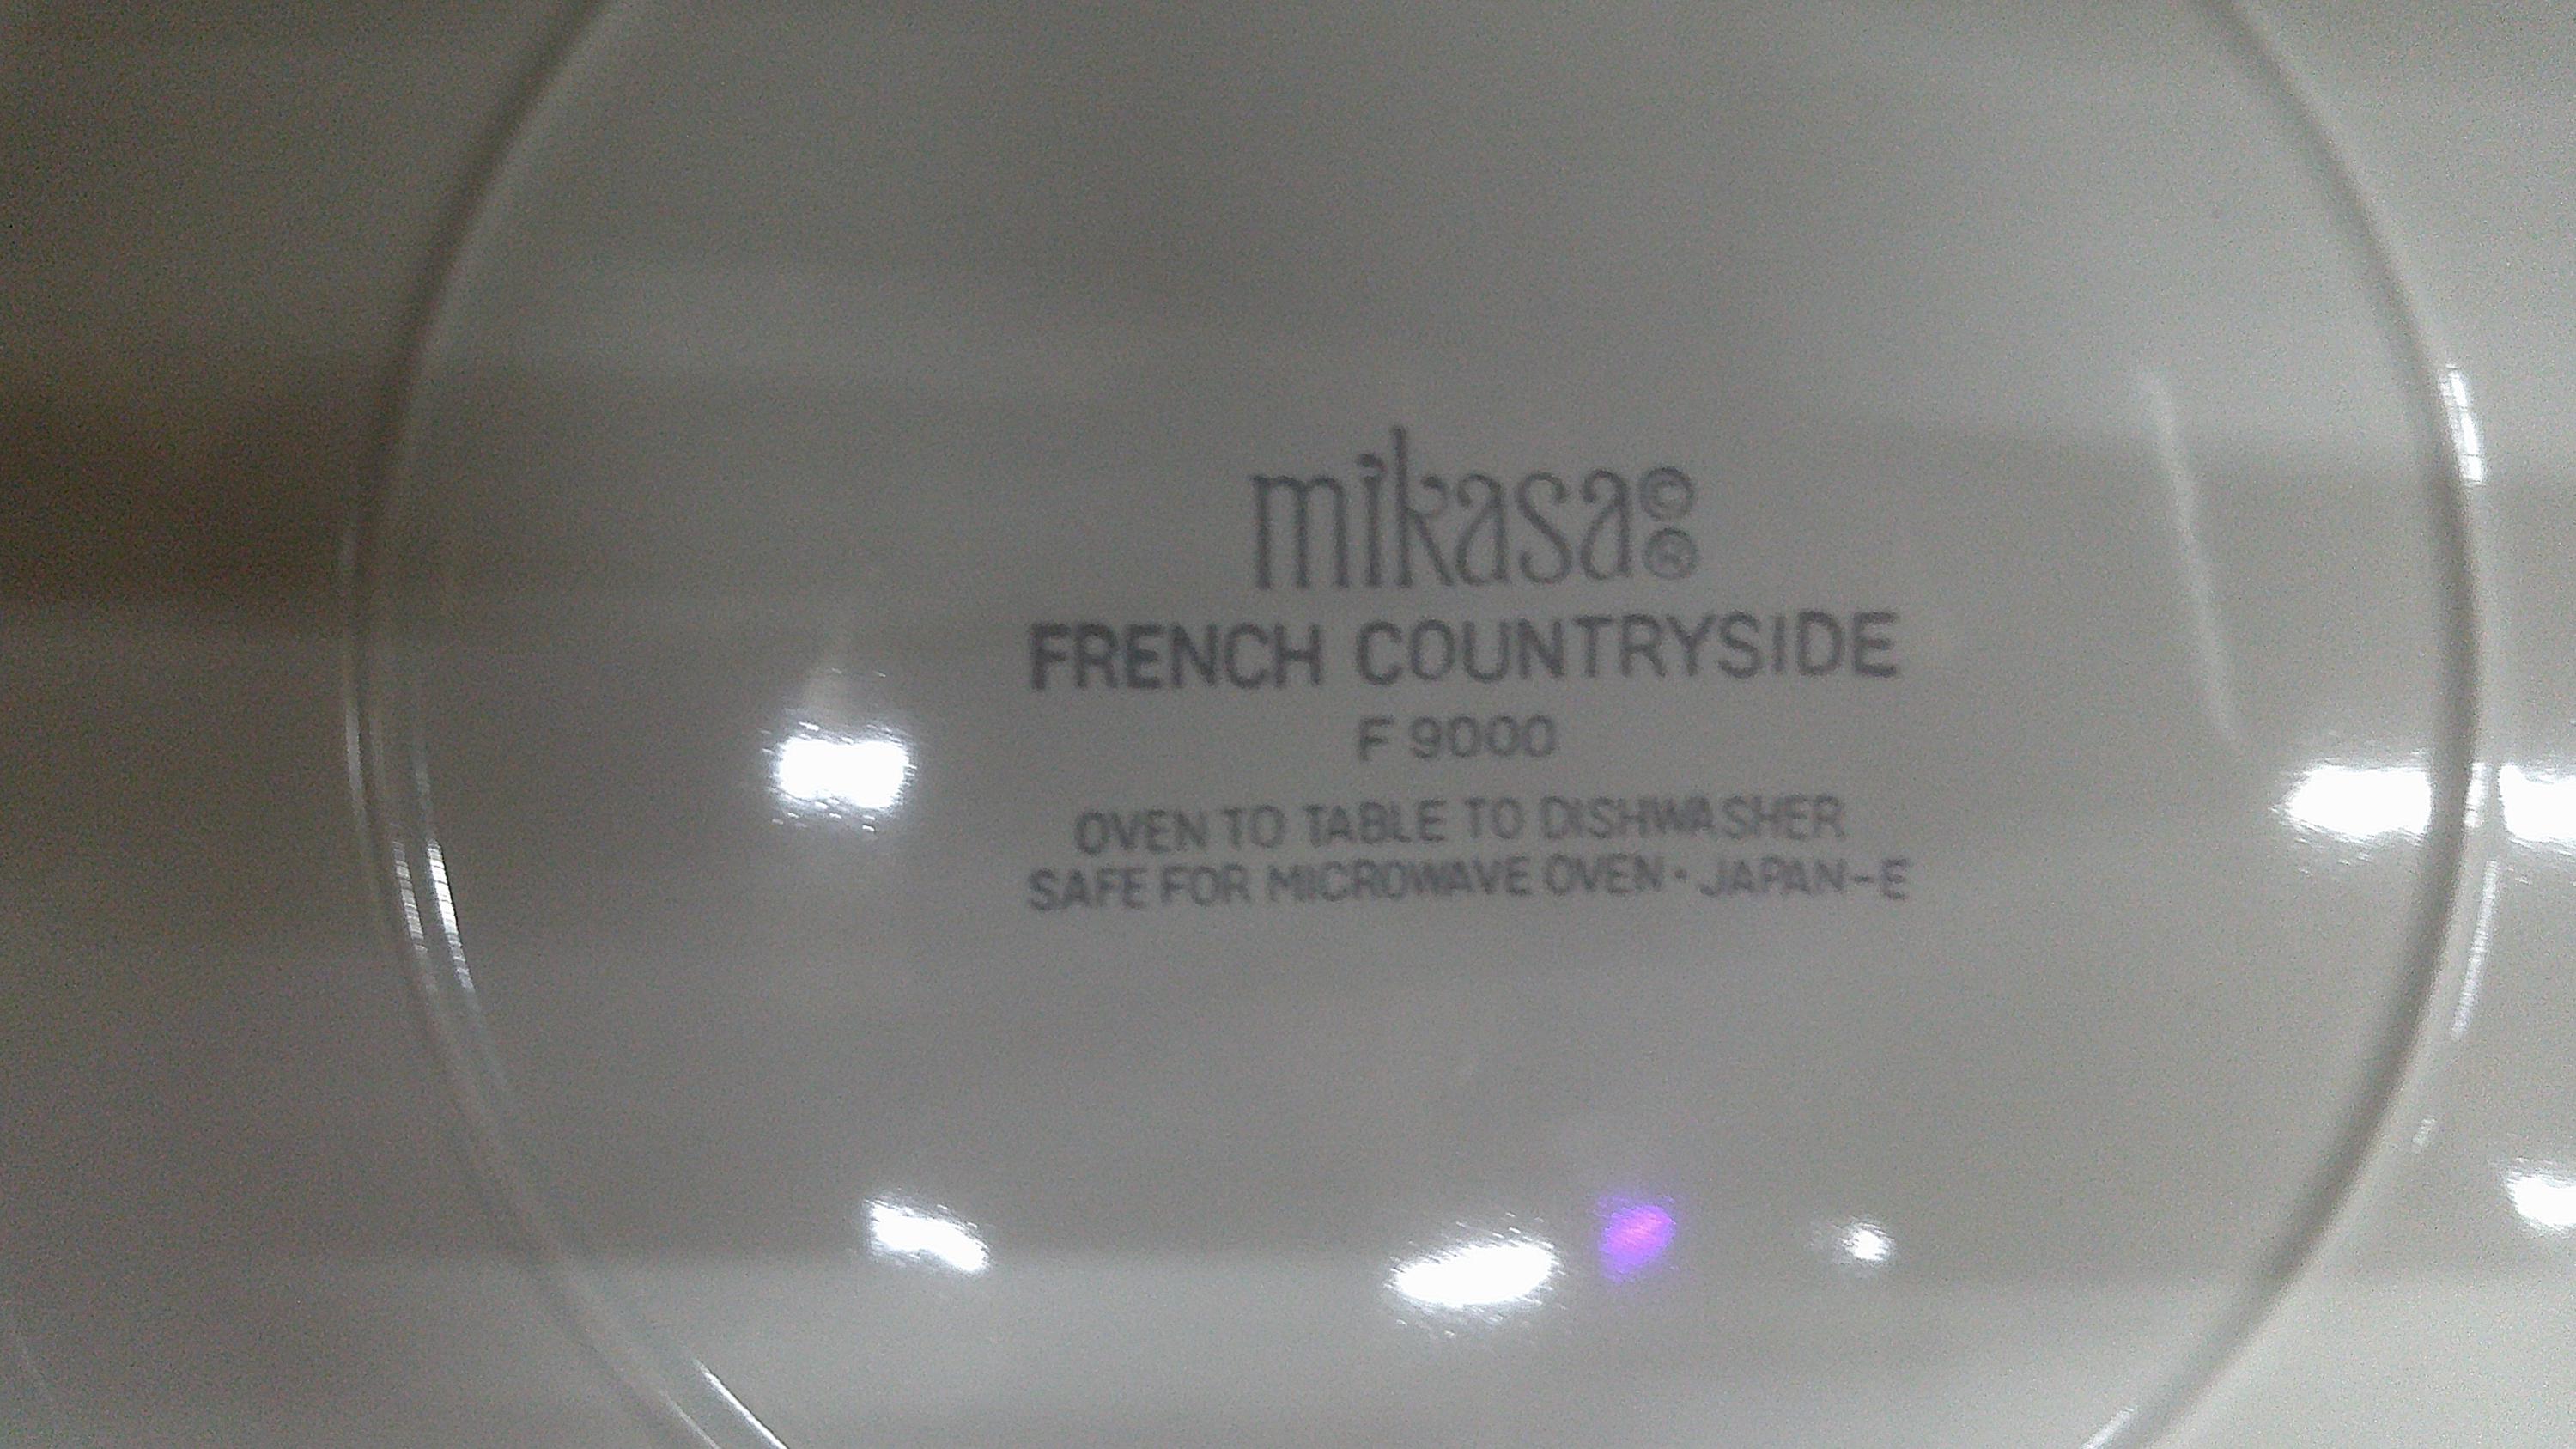 mikasa©
®
FRENCH COUNTRYSIDE
F 9000
OVEN TO TABLE TO DISHWASHER
SAFE FOR MICROWAVE OVEN · JAPAN-E